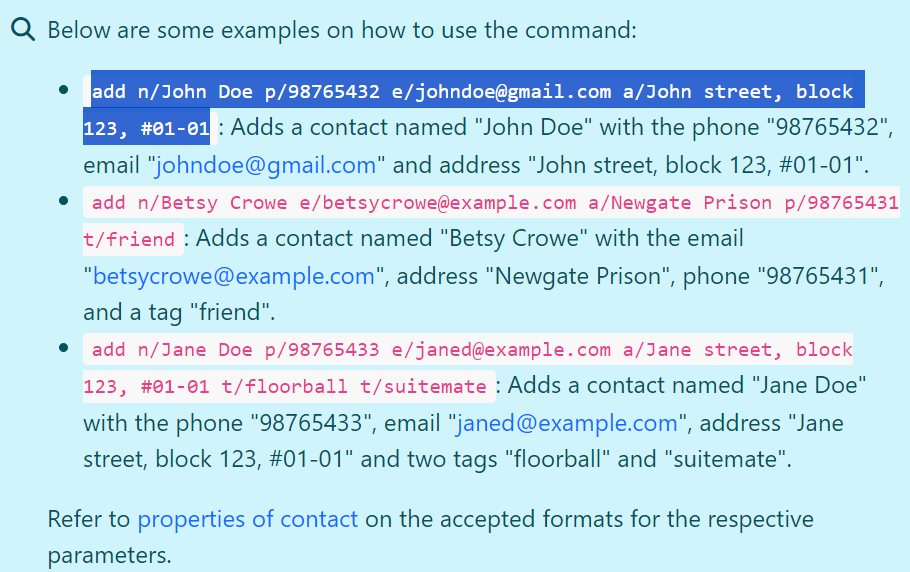 Below are some examples on how to use the command:
add n/John Doe p/98765432 e/johndoe@gmail.com a/John street, block
123, #01-01: Adds a contact named "John Doe" with the phone "98765432",
email "johndoe@gmail.com" and address "John street, block 123, #01-01".
add n/Betsy Crowe e/betsycrowe@example.com a/Newgate Prison p/98765431
t/friend: Adds a contact named "Betsy Crowe" with the email
"betsycrowe@example.com", address "Newgate Prison", phone "98765431",
and a tag "friend".
add n/Jane Doe p/98765433 e/janed@example.com a/Jane street, block
123, #01-01 t/floorball t/suitemate: Adds a contact named "Jane Doe"
with the phone "98765433", email "janed@example.com", address "Jane
street, block 123, #01-01" and two tags "floorball" and "suitemate".
Refer to properties of contact on the accepted formats for the respective
parameters.